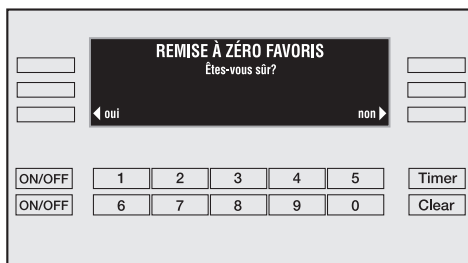 REMISE À ZÉRO FAVORIS
Êtes-vous sûr?
oui non
ON/OFF 1 2 3 4 5 Timer
ON/OFF 6 7 8 9 0 Clear